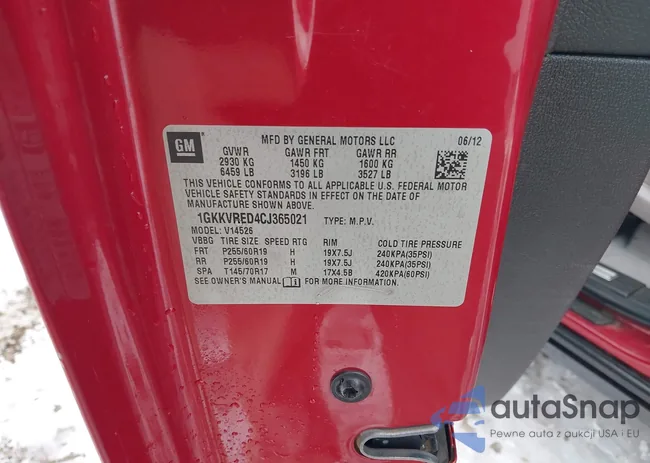 GM
MFD BY GENERAL MOTORS LLC 06/12
GVWR GAWR FRT GAWR RR
2930 KG 1450 KG 1600 KG
6459 LB 3196 LB 3527 LB
THIS VEHICLE CONFORMS TO ALL APPLICABLE U.S. FEDERAL MOTOR
VEHICLE SAFETY STANDARDS IN EFFECT ON THE DATE OF
MANUFACTURE SHOWN ABOVE.
1GKKVRED4CJ365021 TYPE: M.P.V.
MODEL: V14526
VBBG TIRE SIZE SPEED RTG RIM COLD TIRE PRESSURE
FRT P255/60R19 H 19X7.5J 240KPA(35PSI)
RR P255/60R19 H 19X7.5J 240KPA(35PSI)
SPA T145/70R17 M 17X4.5B 420KPA(60PSI)
SEE OWNER'S MANUAL FOR MORE INFORMATION.
autaSnap
Pewne auta z aukcji USA i EU